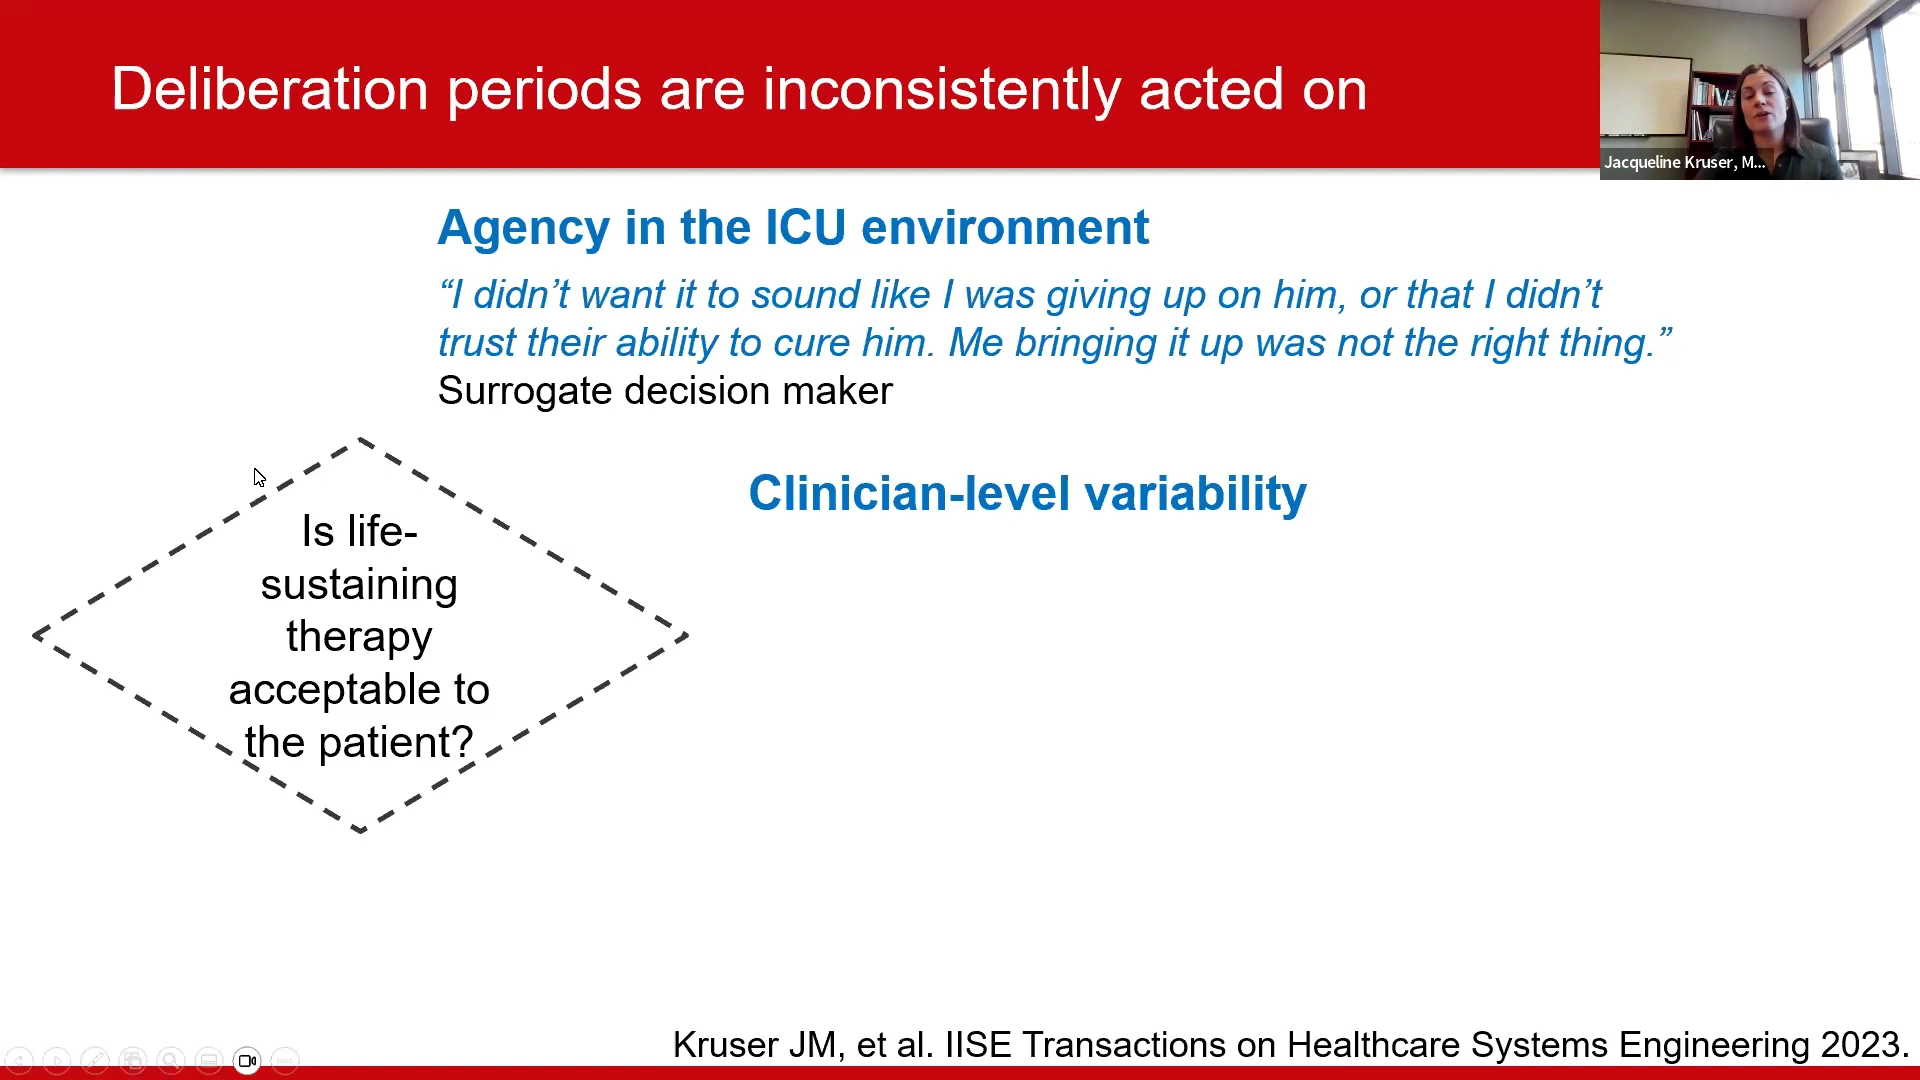 Deliberation periods are inconsistently acted on
Jacqueline Kruser, M...
Agency in the ICU environment
“I didn’t want it to sound like I was giving up on him, or that I didn’t
trust their ability to cure him. Me bringing it up was not the right thing.”
Surrogate decision maker
Clinician-level variability
Is life-
sustaining
therapy
acceptable to
the patient?
Kruser JM, et al. IISE Transactions on Healthcare Systems Engineering 2023.